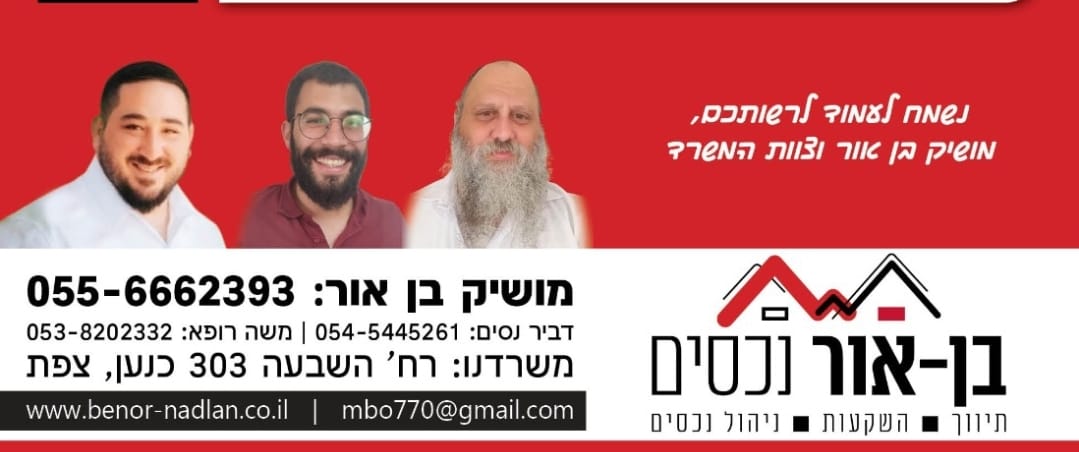 נשמח לעמוד לרשותכם,
מושיק בן אור וצוות המשרד
מושיק בן אור: 055-6662393
דביר נסים: 054-5445261 | משה רופא: 053-8202332
משרדנו: רח' השבעה 303 כנען, צפת
www.benor-nadlan.co.il | mbo770@gmail.com
בן-אור נכסים
תיווך ■ השקעות ■ ניהול נכסים